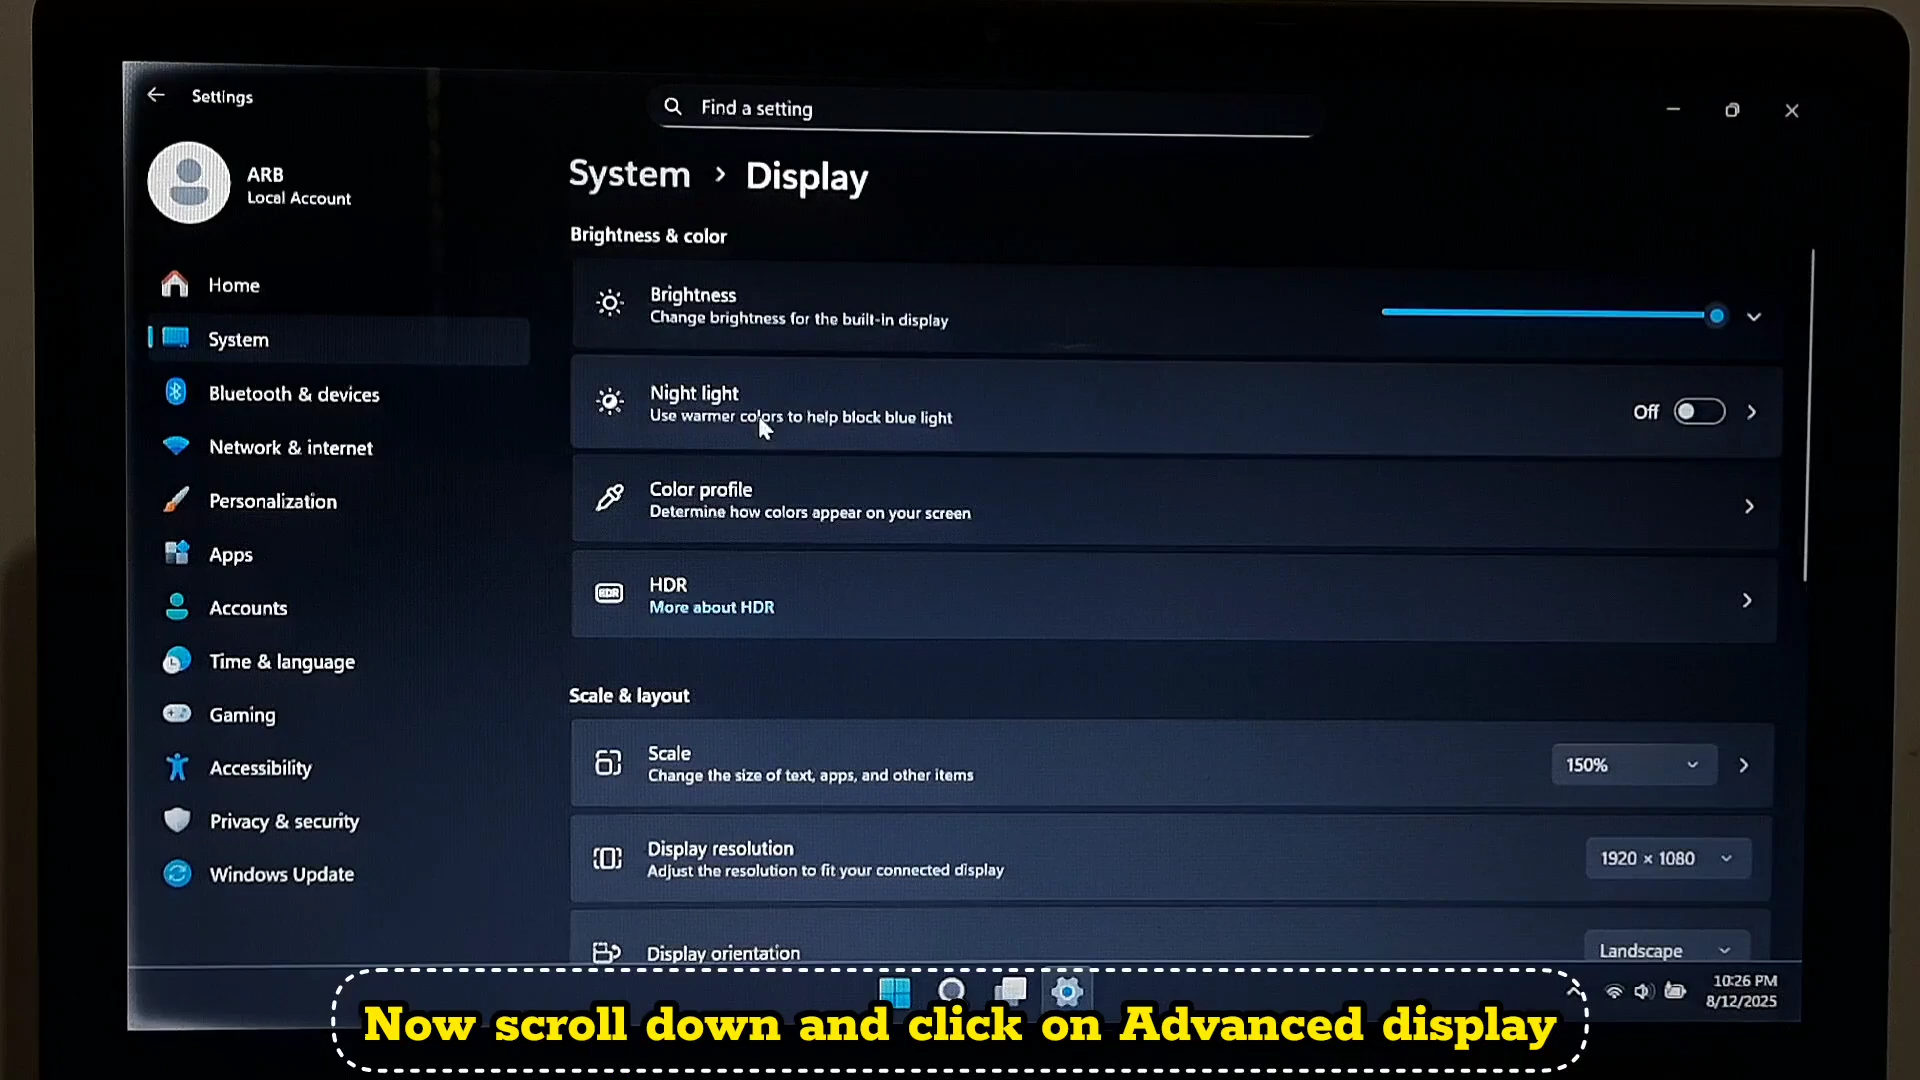 Settings
Find a setting
ARB
Local Account
System > Display
Brightness & color
Home
System
Bluetooth & devices
Network & internet
Personalization
Apps
Accounts
Time & language
Gaming
Accessibility
Privacy & security
Windows Update
Brightness
Change brightness for the built-in display
Night light
Use warmer colors to help block blue light
Off
Color profile
Determine how colors appear on your screen
HDR
HDR
More about HDR
Scale & layout
Scale
Change the size of text, apps, and other items
150%
Display resolution
Adjust the resolution to fit your connected display
1920 × 1080
Display orientation
Landscape
10:26 PM
8/12/2025
Now scroll down and click on Advanced display